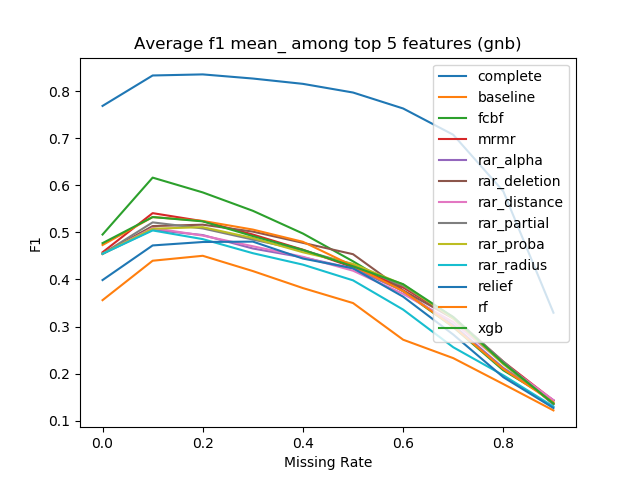 Average f1 mean_ among top 5 features (gnb)
F1
0.8
0.7
0.6
0.5
0.4
0.3
0.2
0.1
complete
baseline
fcbf
mrmr
rar_alpha
rar_deletion
rar_distance
rar_partial
rar_proba
rar_radius
relief
rf
xgb
0.0 0.2 0.4 0.6 0.8
Missing Rate